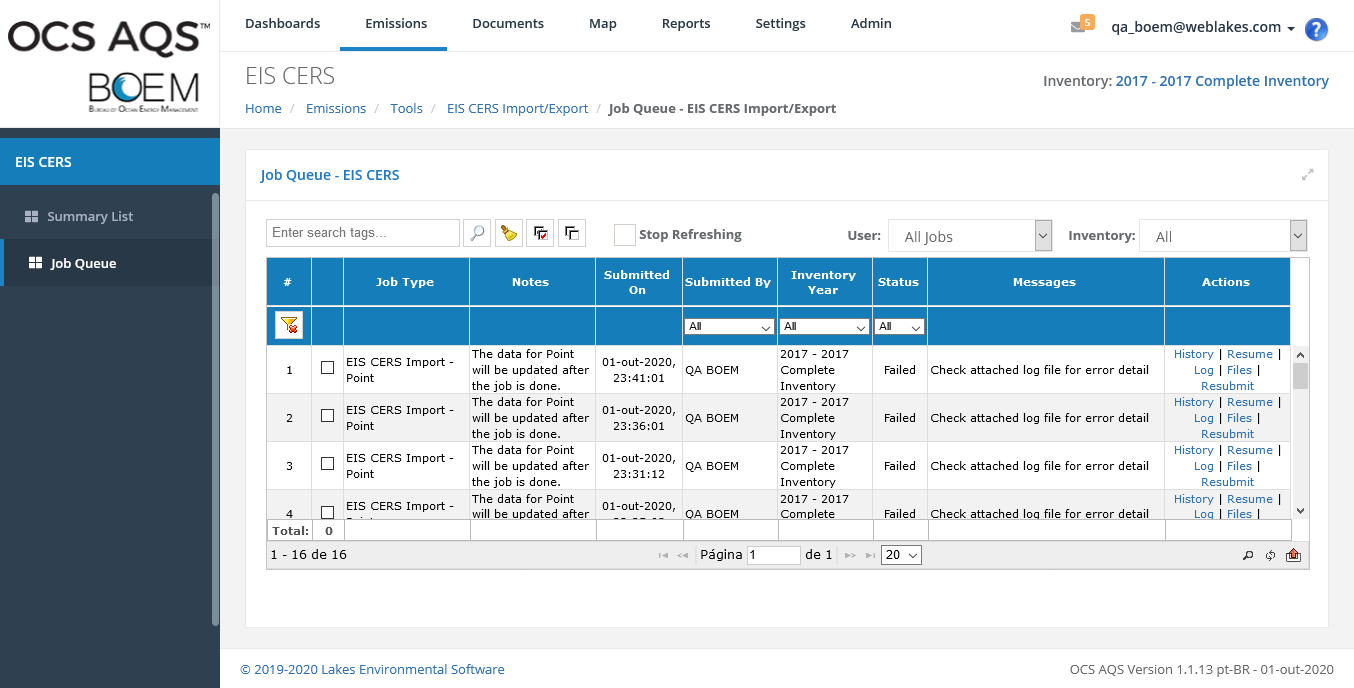 OCS AQS™
BOEM
Bureau of Ocean Energy Management
Dashboards Emissions Documents Map Reports Settings Admin
5 qa_boem@weblakes.com ?
EIS CERS
Inventory: 2017 - 2017 Complete Inventory
Home / Emissions / Tools / EIS CERS Import/Export / Job Queue - EIS CERS Import/Export
EIS CERS
Summary List
Job Queue
Job Queue - EIS CERS
Enter search tags...
Stop Refreshing
User: All Jobs
Inventory: All
# Job Type Notes Submitted On Submitted By Inventory Year Status Messages Actions
All All All
1 EIS CERS Import - Point The data for Point will be updated after the job is done. 01-out-2020, 23:41:01 QA BOEM 2017 - 2017 Complete Inventory Failed Check attached log file for error detail History | Resume | Log | Files | Resubmit
2 EIS CERS Import - Point The data for Point will be updated after the job is done. 01-out-2020, 23:36:01 QA BOEM 2017 - 2017 Complete Inventory Failed Check attached log file for error detail History | Resume | Log | Files | Resubmit
3 EIS CERS Import - Point The data for Point will be updated after the job is done. 01-out-2020, 23:31:12 QA BOEM 2017 - 2017 Complete Inventory Failed Check attached log file for error detail History | Resume | Log | Files | Resubmit
4 EIS CERS Import - The data for Point will be updated after 01-out-2020, QA BOEM 2017 - 2017 Complete Failed Check attached log file for error detail History | Resume | Log | Files |
Total: 0
1 - 16 de 16
Página 1 de 1 20
© 2019-2020 Lakes Environmental Software
OCS AQS Version 1.1.13 pt-BR - 01-out-2020